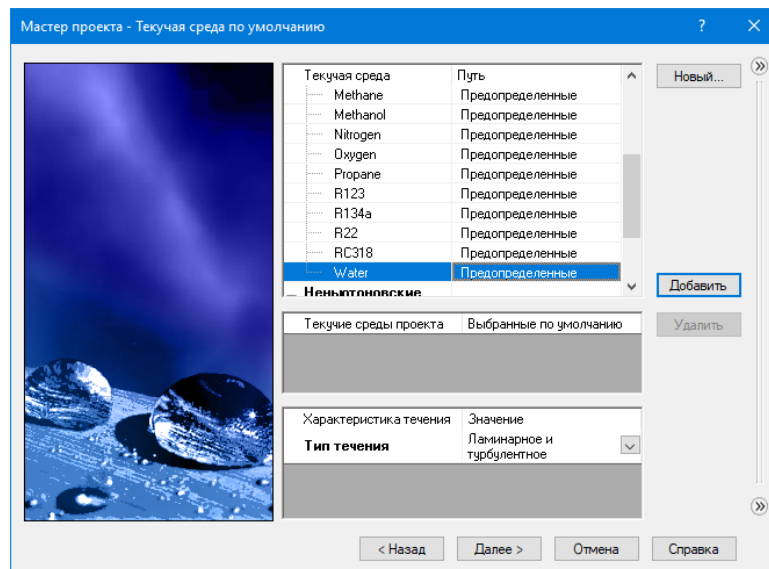 Мастер проекта - Текучая среда по умолчанию ? ×
Текучая среда Путь
Methane Предопределенные
Methanol Предопределенные
Nitrogen Предопределенные
Oxygen Предопределенные
Propane Предопределенные
R123 Предопределенные
R134a Предопределенные
R22 Предопределенные
RC318 Предопределенные
Water Предопределенные
Неньютоновские
Новый...
Добавить
Текучие среды проекта Выбранные по умолчанию
Удалить
Характеристика течения Значение
Тип течения Ламинарное и
турбулентное
< Назад Далее > Отмена Справка